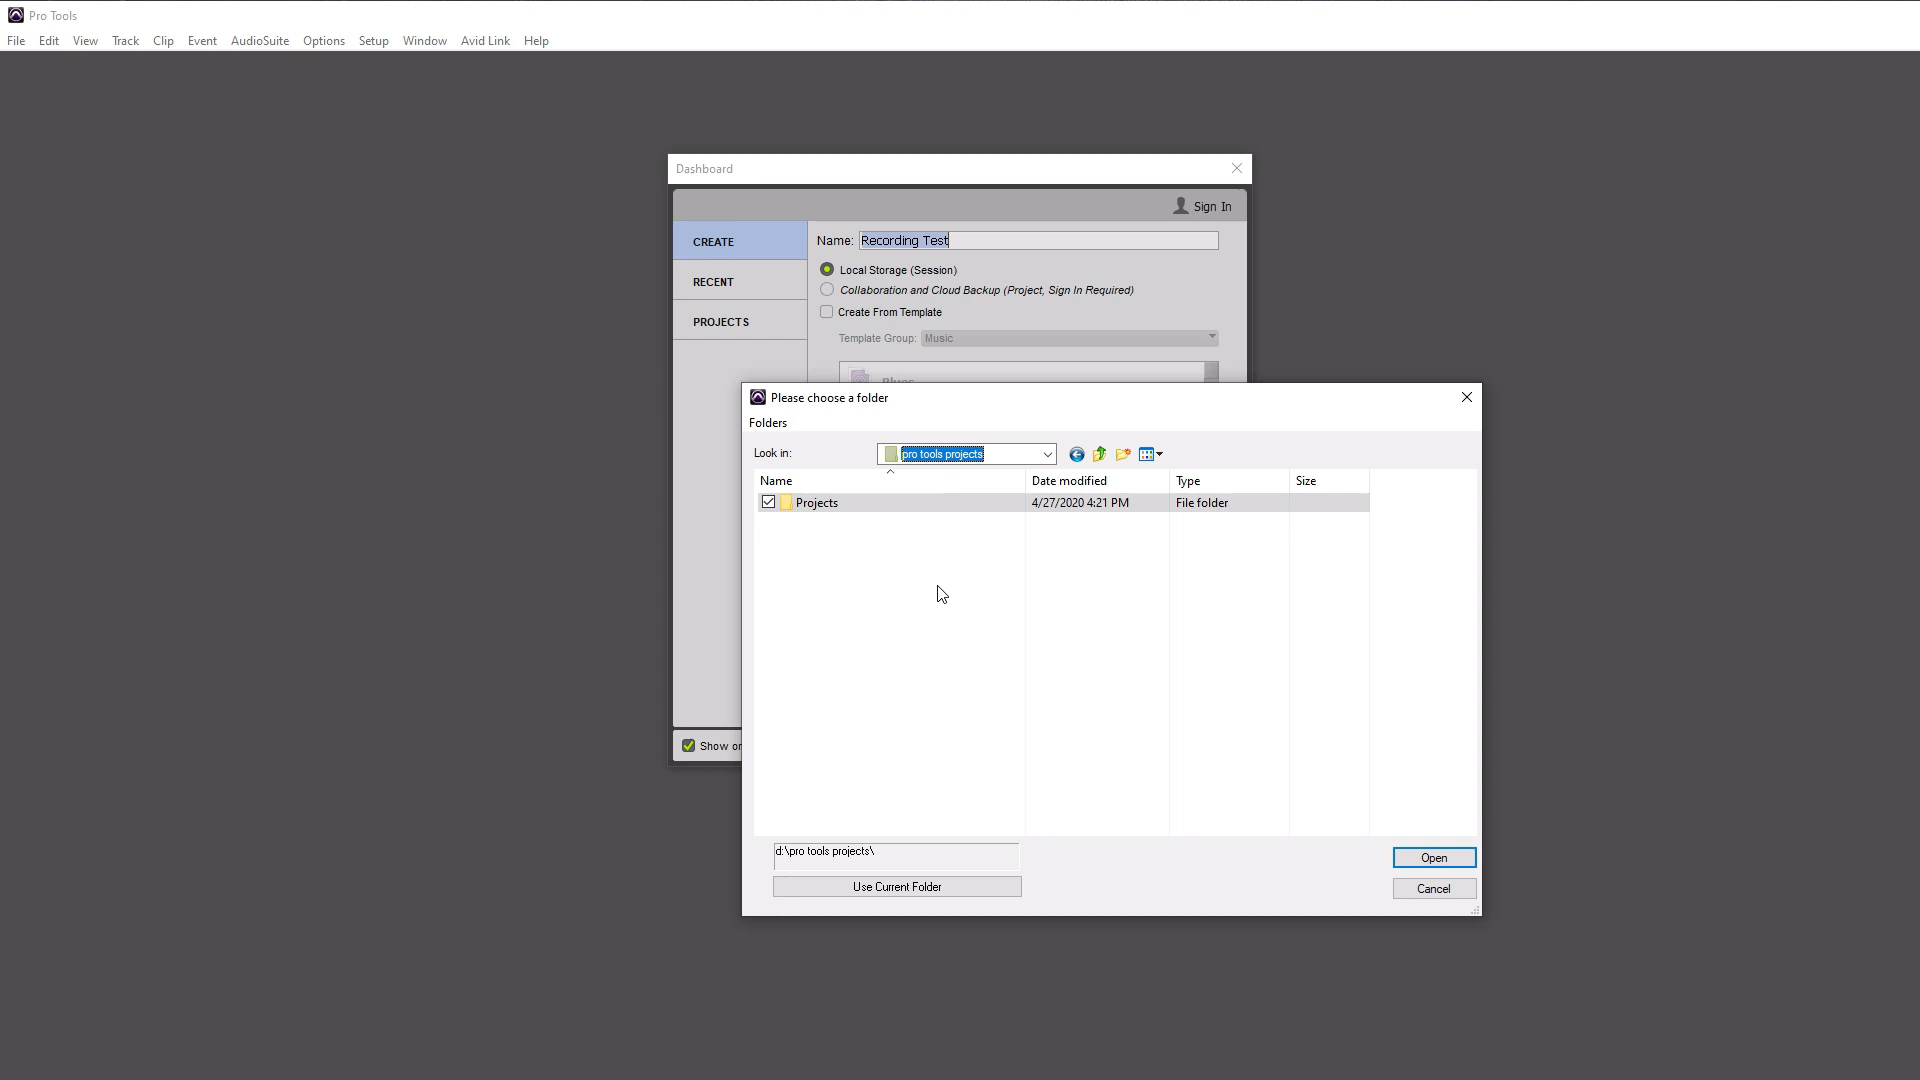 Pro Tools
File Edit View Track Clip Event AudioSuite Options Setup Window Avid Link Help
Dashboard
Sign In
CREATE
RECENT
PROJECTS
Name: Recording Test
Local Storage (Session)
Collaboration and Cloud Backup (Project, Sign In Required)
Create From Template
Template Group: Music
Please choose a folder
Folders
Look in: pro tools projects
Name Date modified Type Size
Projects 4/27/2020 4:21 PM File folder
Show
d:\pro tools projects\
Open
Use Current Folder
Cancel